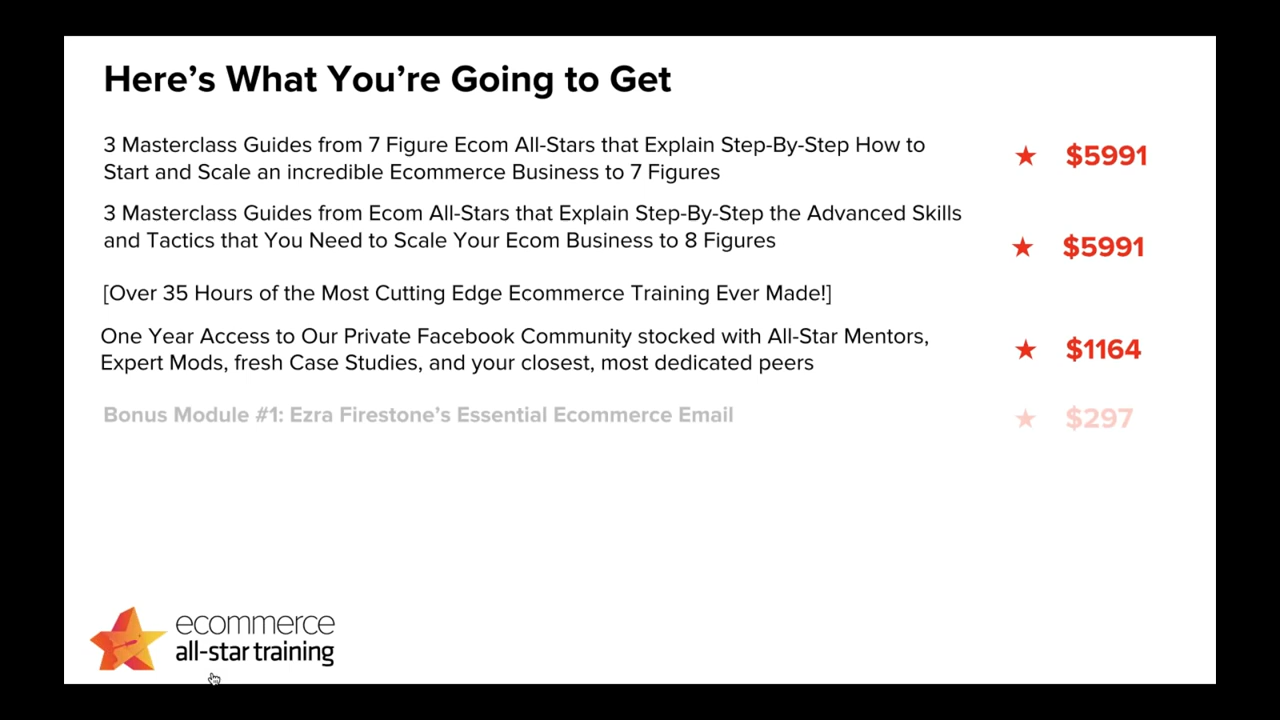 Here's What You're Going to Get
3 Masterclass Guides from 7 Figure Ecom All-Stars that Explain Step-By-Step How to
Start and Scale an incredible Ecommerce Business to 7 Figures
★ $5991
3 Masterclass Guides from Ecom All-Stars that Explain Step-By-Step the Advanced Skills
and Tactics that You Need to Scale Your Ecom Business to 8 Figures
★ $5991
[Over 35 Hours of the Most Cutting Edge Ecommerce Training Ever Made!]
One Year Access to Our Private Facebook Community stocked with All-Star Mentors,
Expert Mods, fresh Case Studies, and your closest, most dedicated peers
★ $1164
Bonus Module #1: Ezra Firestone's Essential Ecommerce Email
★ $297
ecommerce
all-star training